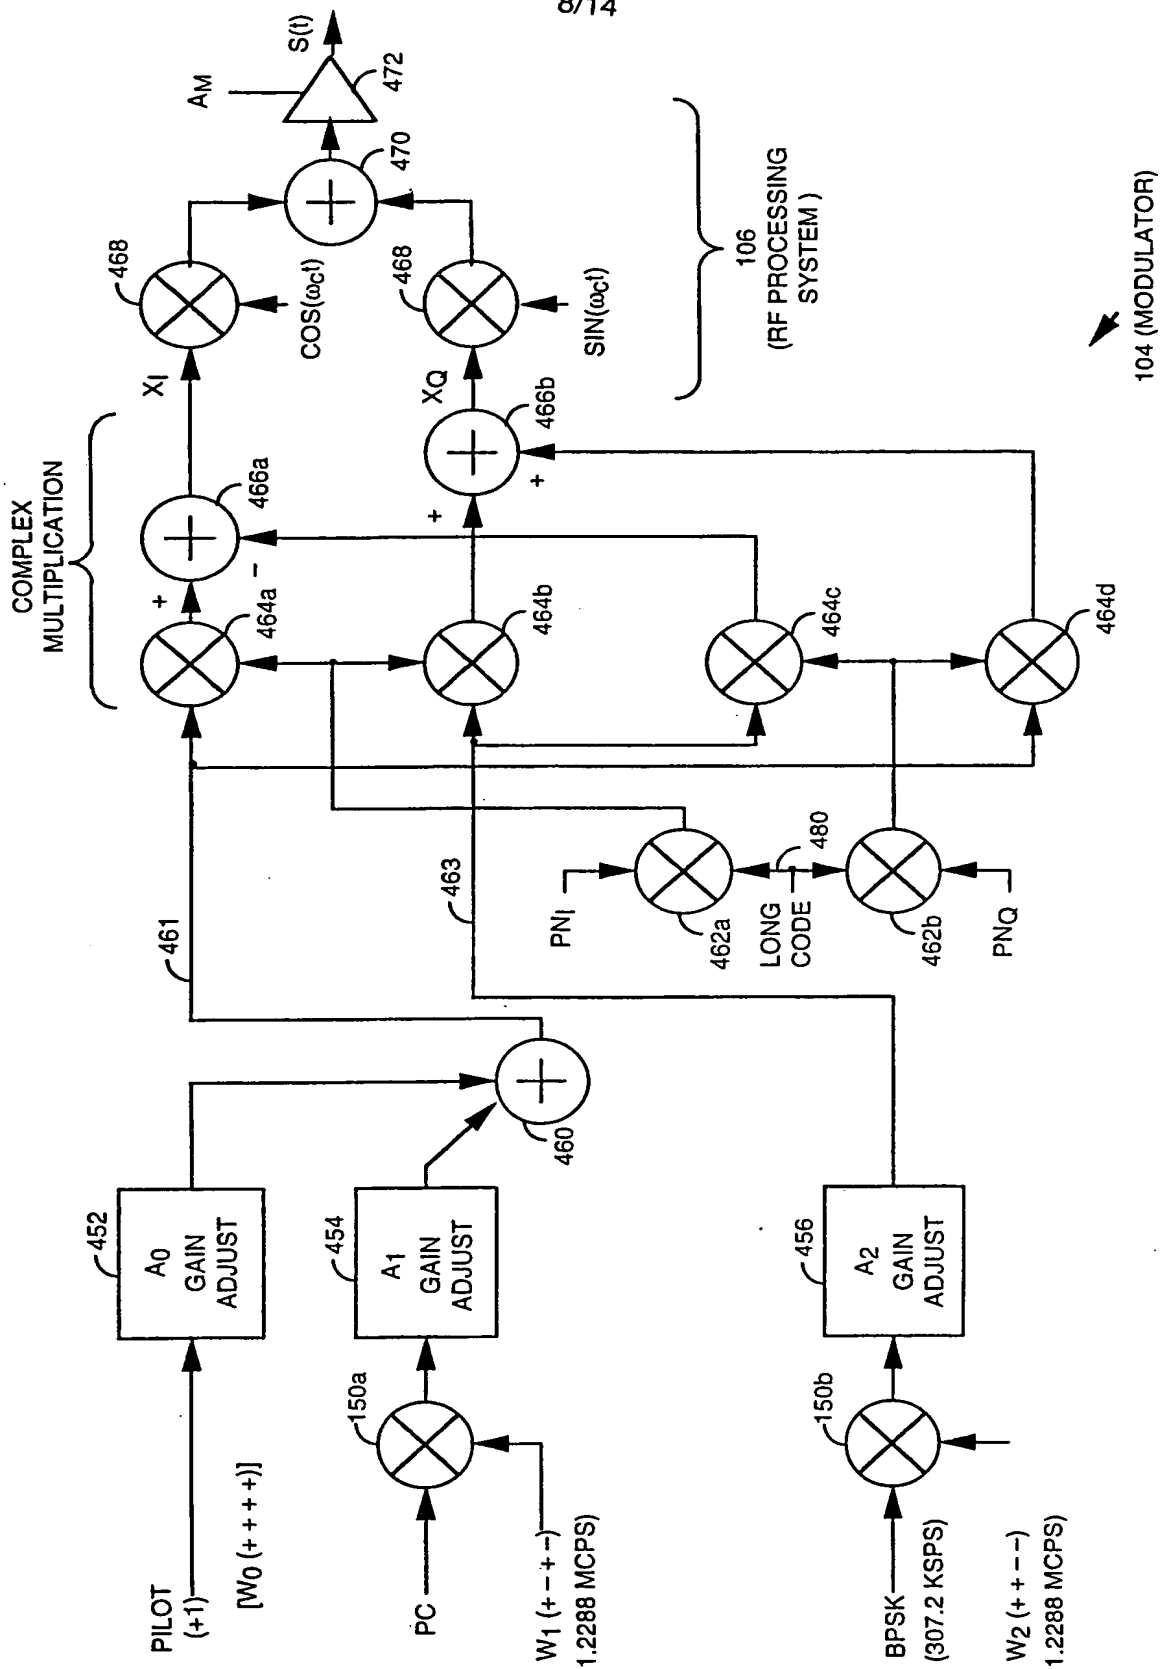 8/14
PILOT
(+1)
[W0 (+ + + +)]
452
A0
GAIN
ADJUST
PC
W1 (+ - + -)
1.2288 MCPS)
150a
454
A1
GAIN
ADJUST
460
461
BPSK
(307.2 KSPS)
W2 (+ + - -)
1.2288 MCPS)
150b
456
A2
GAIN
ADJUST
463
PNI
462a
LONG
CODE
480
462b
PNQ
COMPLEX
MULTIPLICATION
464a
+
-
466a
464b
+
+
466b
464c
464d
XI
468
COS(ωct)
XQ
468
SIN(ωct)
470
AM
472
S(t)
106
(RF PROCESSING
SYSTEM )
104 (MODULATOR)